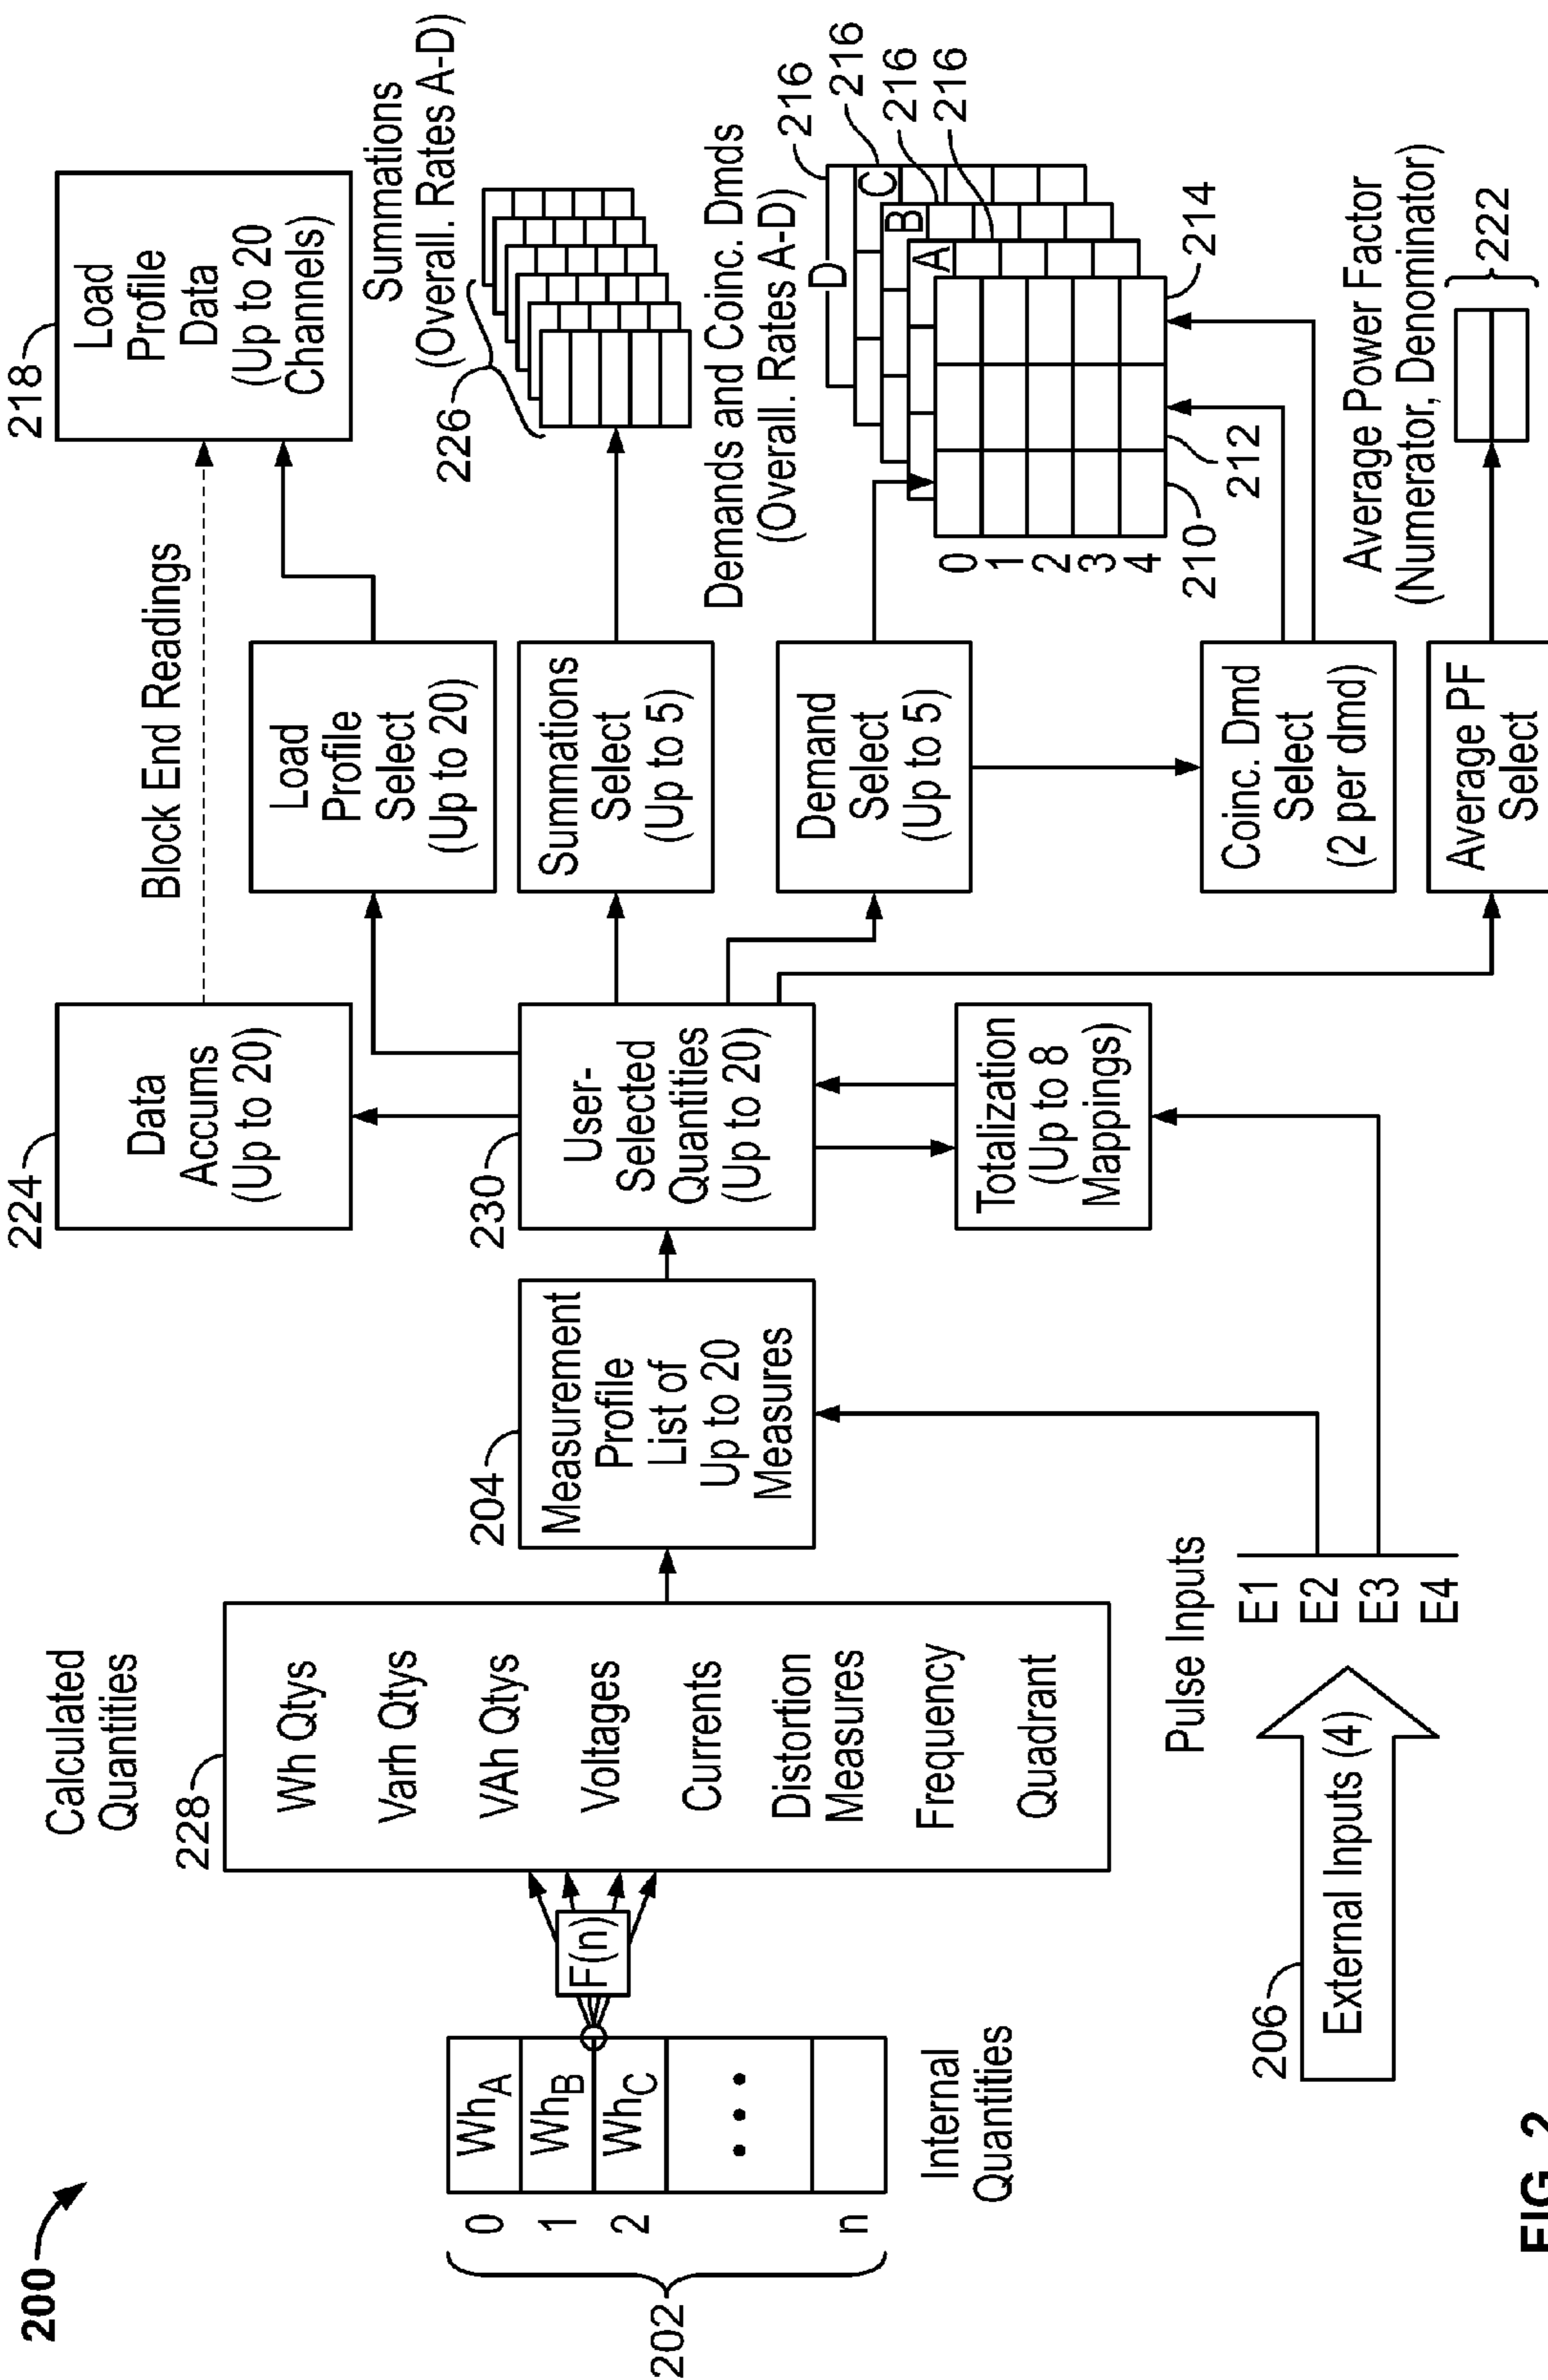 200
202
0
1
2
n
Wh_A
Wh_B
Wh_C
• • •
Internal
Quantities
F(n)
Calculated
Quantities
228
Wh Qtys
Varh Qtys
VAh Qtys
Voltages
Currents
Distortion
Measures
Frequency
Quadrant
206
External Inputs (4)
Pulse Inputs
E1
E2
E3
E4
204
Measurement
Profile
List of
Up to 20
Measures
224
Data
Accums
(Up to 20)
230
User-
Selected
Quantities
(Up to 20)
Totalization
(Up to 8
Mappings)
Block End Readings
Load
Profile
Select
(Up to 20)
Summations
Select
(Up to 5)
Demand
Select
(Up to 5)
Coinc. Dmd
Select
(2 per dmd)
Average PF
Select
218
Load
Profile
Data
(Up to 20
Channels)
Summations
(Overall. Rates A-D)
226
Demands and Coinc. Dmds
(Overall. Rates A-D)
216
216
216
216
D
C
B
A
0
1
2
3
4
210
212
214
Average Power Factor
(Numerator, Denominator)
222
FIG. 2